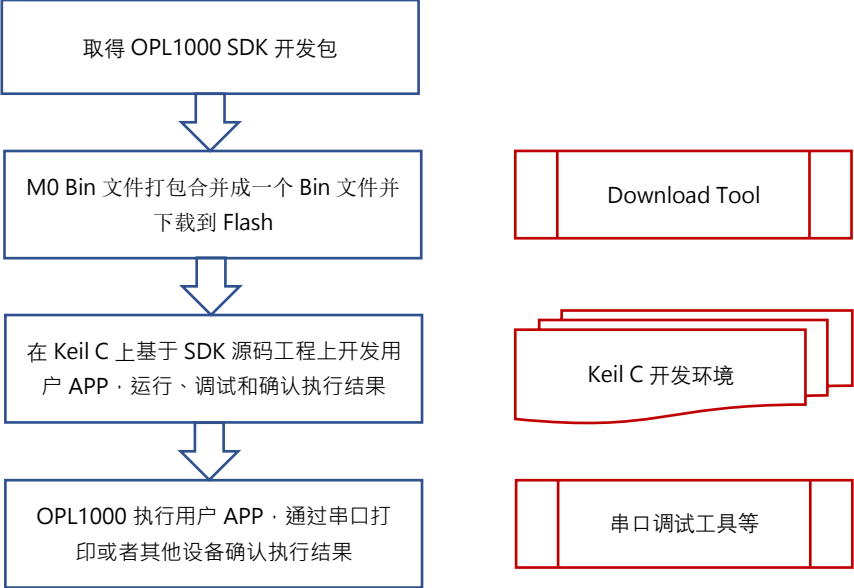 取得 OPL1000 SDK 开发包
M0 Bin 文件打包合并成一个 Bin 文件并
下载到 Flash
Download Tool
在 Keil C 上基于 SDK 源码工程上开发用
户 APP，运行、调试和确认执行结果
Keil C 开发环境
OPL1000 执行用户 APP，通过串口打
印或者其他设备确认执行结果
串口调试工具等